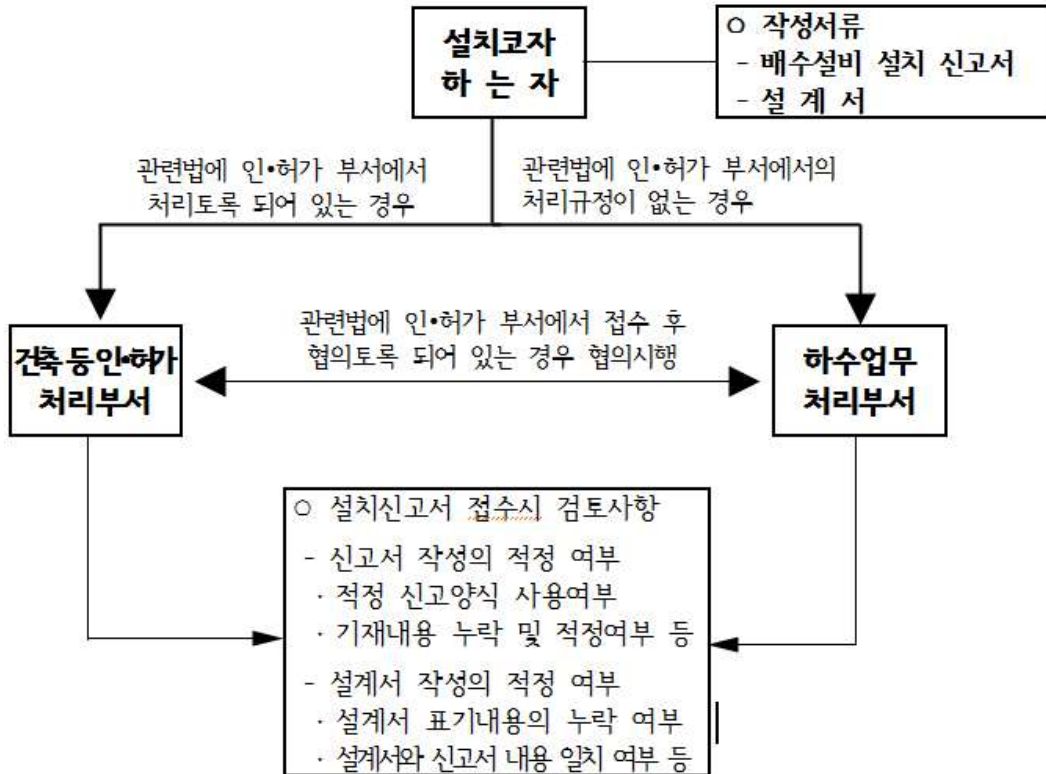 설치코자
하 는 자
○ 작성서류
- 배수설비 설치 신고서
- 설 계 서
관련법에 인•허가 부서에서
처리토록 되어 있는 경우
관련법에 인•허가 부서에서의
처리규정이 없는 경우
건축 등 인•허가
처리부서
관련법에 인•허가 부서에서 접수 후
협의토록 되어 있는 경우 협의시행
하수업무
처리부서
○ 설치신고서 접수시 검토사항
- 신고서 작성의 적정 여부
· 적정 신고양식 사용여부
· 기재내용 누락 및 적정여부 등
- 설계서 작성의 적정 여부
· 설계서 표기내용의 누락 여부
· 설계서와 신고서 내용 일치 여부 등